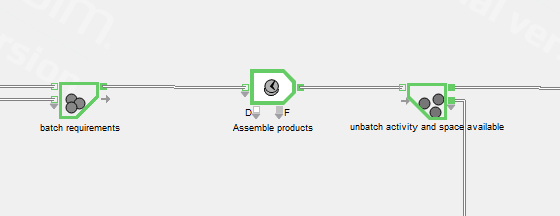 D
F
batch requirements
Assemble products
unbatch activity and space available